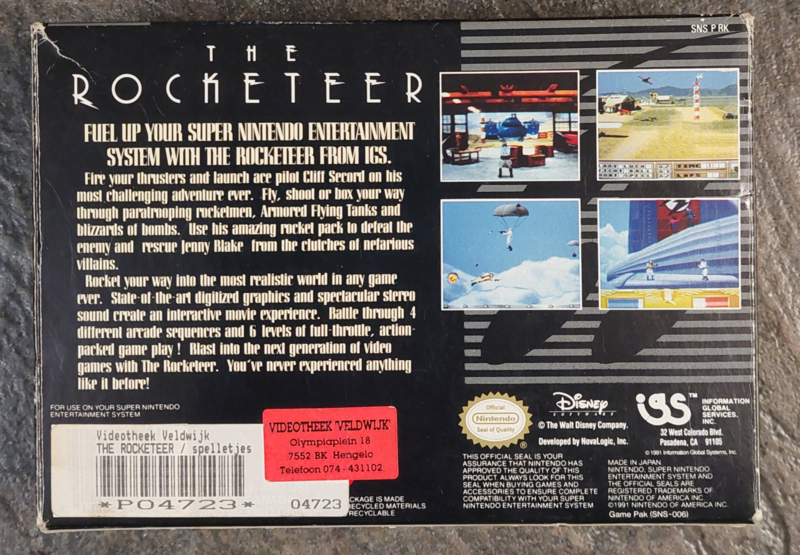 SNS P RK
THE
ROCKETEER
FUEL UP YOUR SUPER NINTENDO ENTERTAINMENT
SYSTEM WITH THE ROCKETEER FROM IGS.
Fire your thrusters and launch ace pilot Cliff Secord on his
most challenging adventure ever. Fly, shoot or box your way
through paratrooping rocketmen, Armored Flying Tanks and
blizzards of bombs. Use his amazing rocket pack to defeat the
enemy and rescue Jenny Blake from the clutches of nefarious
villains.
Rocket your way into the most realistic world in any game
ever. State-of-the-art digitized graphics and spectacular stereo
sound create an interactive movie experience. Battle through 4
different arcade sequences and 6 levels of full-throttle, action-
packed game play! Blast into the next generation of video
games with The Rocketeer. You've never experienced anything
like it before!
FOR USE ON YOUR SUPER NINTENDO
ENTERTAINMENT SYSTEM
Videotheek Veldwijk
THE ROCKETEER / spelletjes
*P04723*
04723
VIDEOTHEEK 'VELDWIJK'
Olympiaplein 18
7552 BK Hengelo
Telefoon 074-431102
CKAGE IS MADE
ECYCLED MATERIALS
RECYCLABLE
Official
Nintendo
Seal of Quality
®
DISNEY
SOFTWARE
© The Walt Disney Company.
Developed by NovaLogic, Inc.
THIS OFFICIAL SEAL IS YOUR
ASSURANCE THAT NINTENDO HAS
APPROVED THE QUALITY OF THIS
PRODUCT. ALWAYS LOOK FOR THIS
SEAL WHEN BUYING GAMES AND
ACCESSORIES TO ENSURE COMPLETE
COMPATIBILITY WITH YOUR SUPER
NINTENDO ENTERTAINMENT SYSTEM
igs™
INFORMATION
GLOBAL
SERVICES,
INC.
32 West Colorado Blvd.
Pasadena, CA 91105
© 1991 Information Global Systems, Inc.
MADE IN JAPAN
NINTENDO, SUPER NINTENDO
ENTERTAINMENT SYSTEM AND
THE OFFICIAL SEALS ARE
REGISTERED TRADEMARKS OF
NINTENDO OF AMERICA INC
©1991 NINTENDO OF AMERICA INC.
Game Pak (SNS-006)